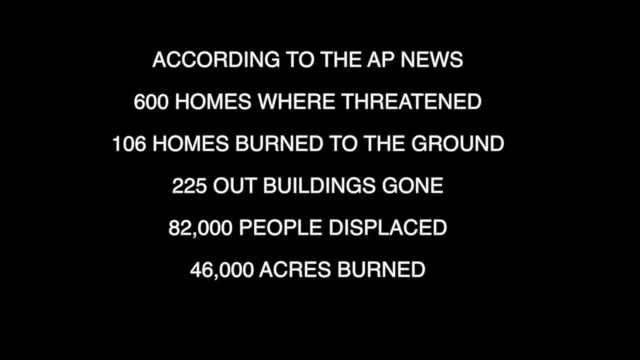 ACCORDING TO THE AP NEWS
600 HOMES WHERE THREATENED
106 HOMES BURNED TO THE GROUND
225 OUT BUILDINGS GONE
82,000 PEOPLE DISPLACED
46,000 ACRES BURNED